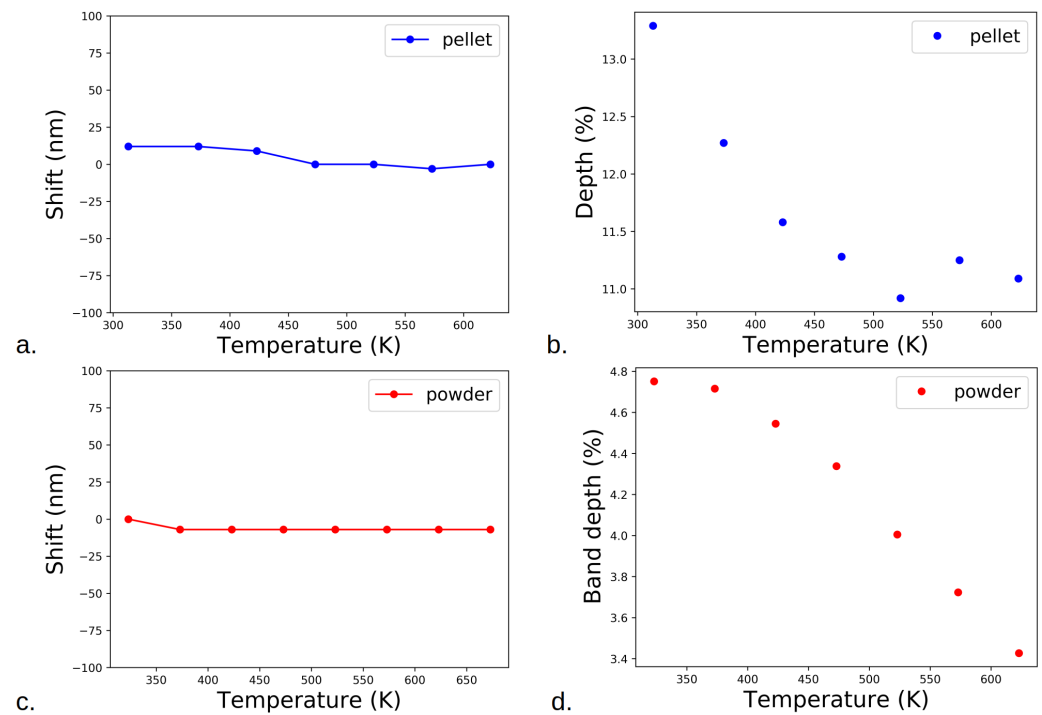 100
75
50
25
0
−25
−50
−75
−100
300 350 400 450 500 550 600
Shift (nm)
Temperature (K)
pellet
a.
13.0
12.5
12.0
11.5
11.0
300 350 400 450 500 550 600
Depth (%)
Temperature (K)
pellet
b.
100
75
50
25
0
−25
−50
−75
−100
350 400 450 500 550 600 650
Shift (nm)
Temperature (K)
powder
c.
4.8
4.6
4.4
4.2
4.0
3.8
3.6
3.4
350 400 450 500 550 600
Band depth (%)
Temperature (K)
powder
d.